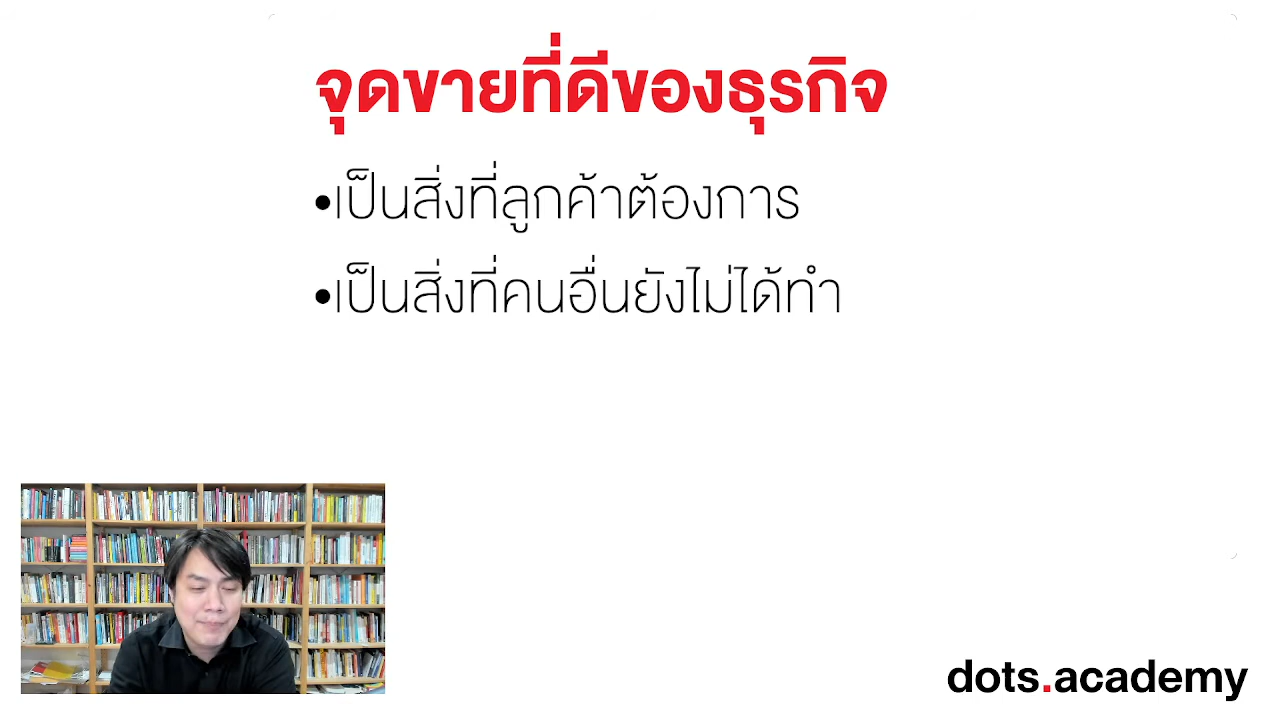 จุดขายที่ดีของธุรกิจ
•เป็นสิ่งที่ลูกค้าต้องการ
•เป็นสิ่งที่คนอื่นยังไม่ได้ทำ
dots.academy